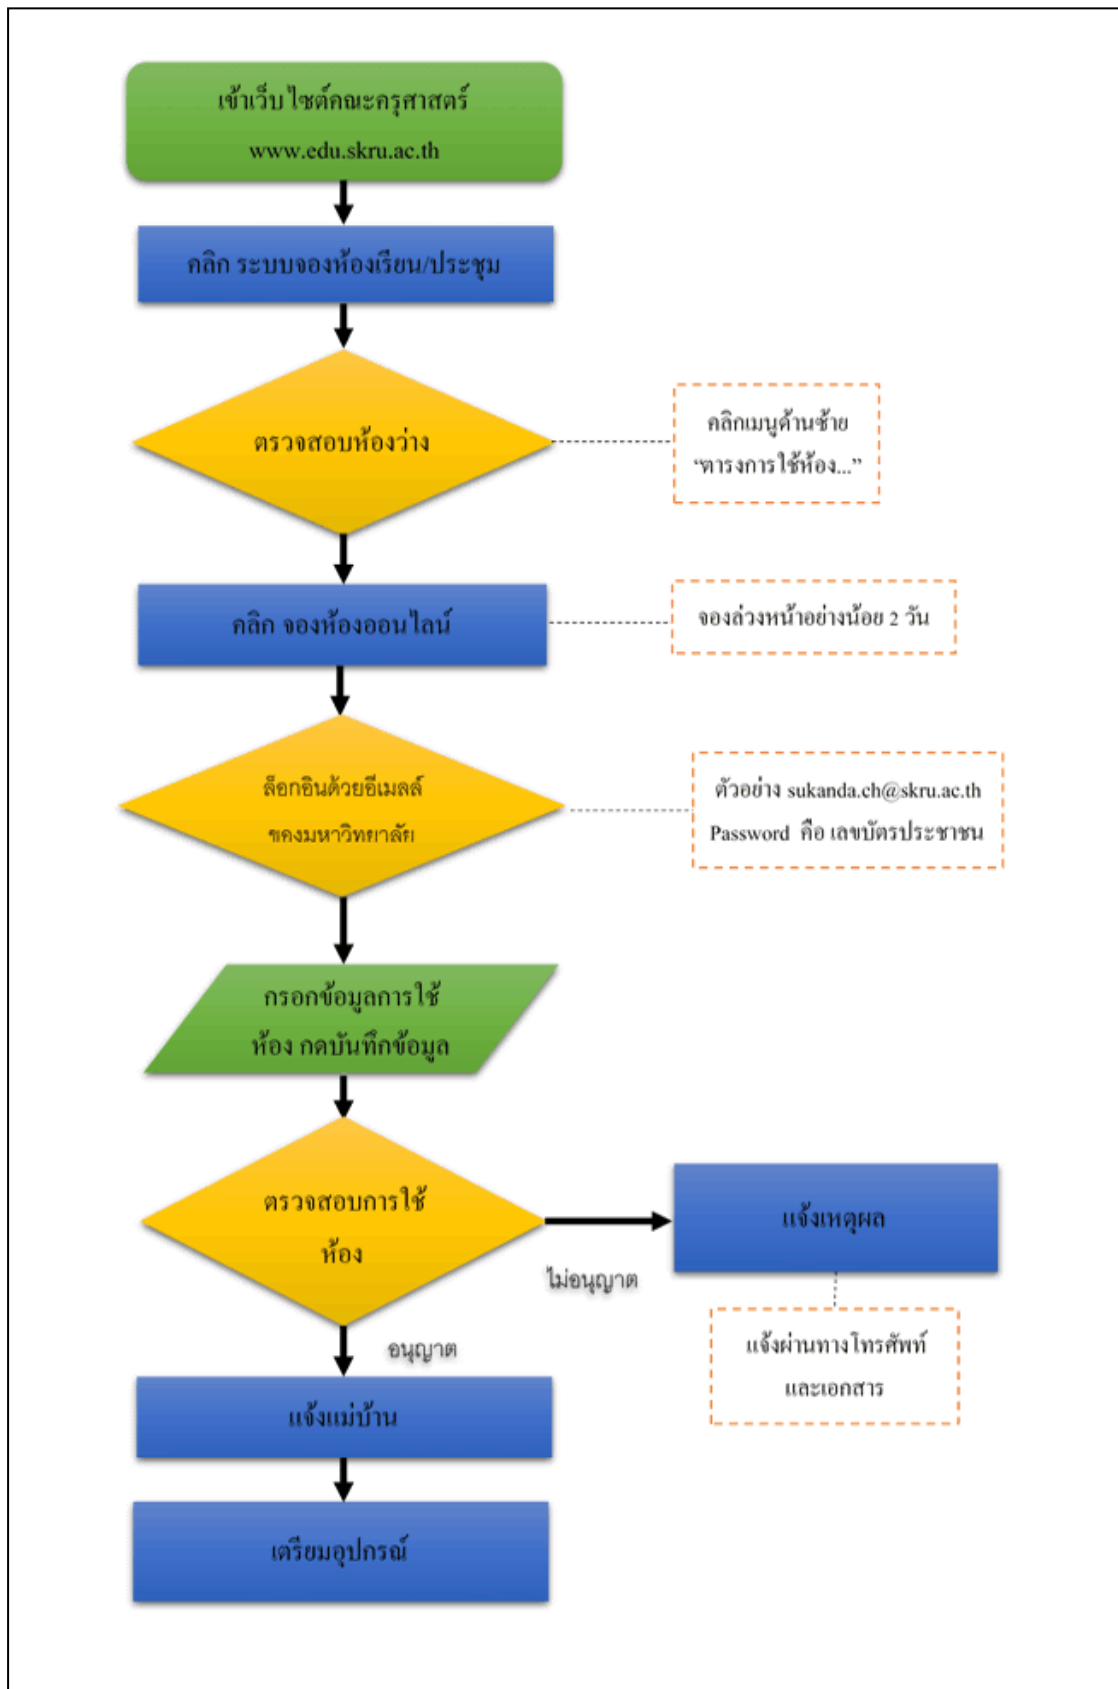 เข้าเว็บไซต์คณะครุศาสตร์
www.edu.skru.ac.th
คลิก ระบบจองห้องเรียน/ประชุม
ตรวจสอบห้องว่าง
คลิกเมนูด้านซ้าย
“ตารงการใช้ห้อง...”
คลิก จองห้องออนไลน์
จองล่วงหน้าอย่างน้อย 2 วัน
ล็อกอินด้วยอีเมลล์
ของมหาวิทยาลัย
ตัวอย่าง sukanda.ch@skru.ac.th
Password คือ เลขบัตรประชาชน
กรอกข้อมูลการใช้
ห้อง กดบันทึกข้อมูล
ตรวจสอบการใช้
ห้อง
แจ้งเหตุผล
ไม่อนุญาต
แจ้งผ่านทางโทรศัพท์
และเอกสาร
อนุญาต
แจ้งแม่บ้าน
เตรียมอุปกรณ์